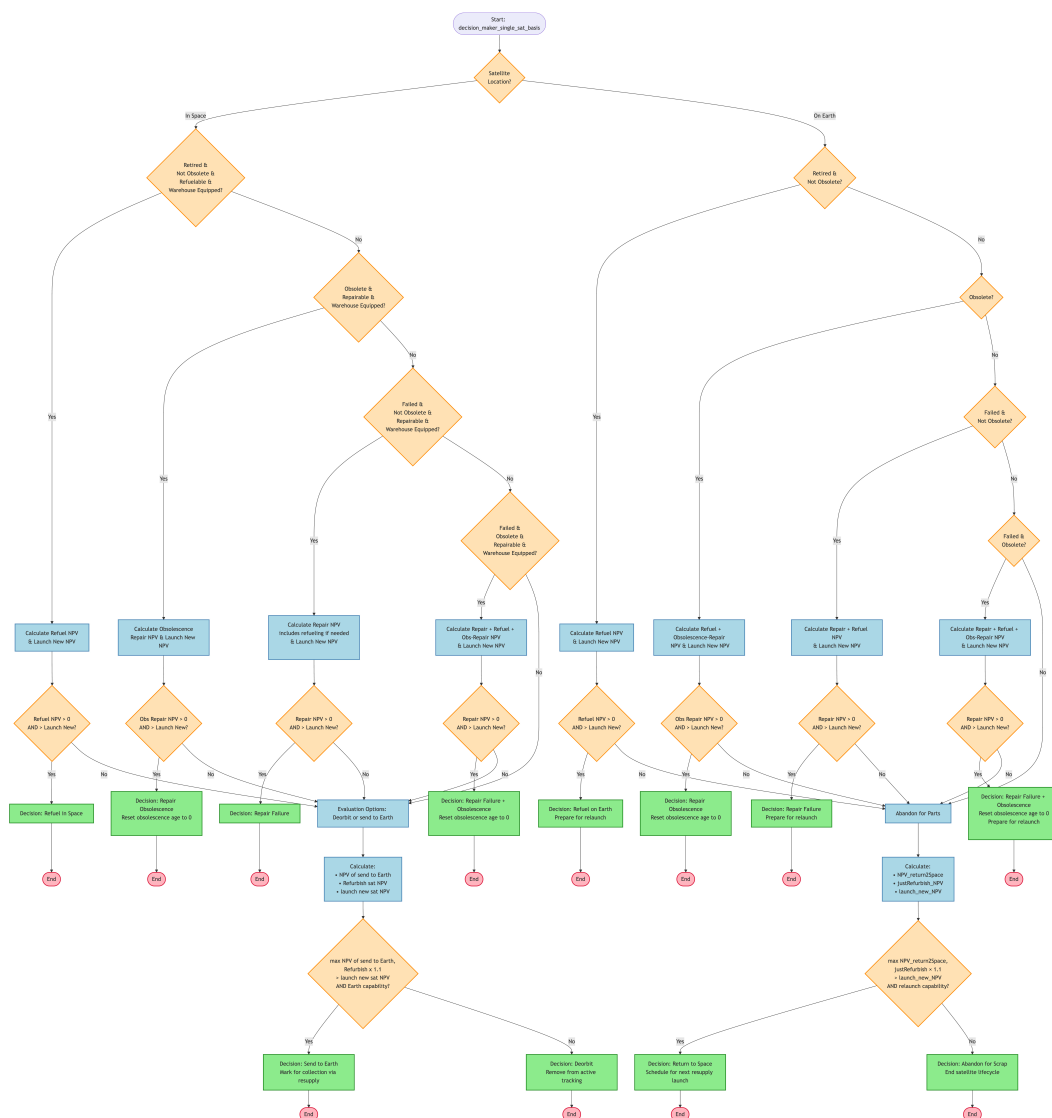 Start:
decision_maker_single_sat_basis
Satellite
Location?
In Space
On Earth
Retired &
Not Obsolete &
Refuelable &
Warehouse Equipped?
Retired &
Not Obsolete?
No
No
Obsolete &
Repairable &
Warehouse Equipped?
Obsolete?
No
No
Failed &
Not Obsolete &
Repairable &
Warehouse Equipped?
Failed &
Not Obsolete?
Yes
Yes
No
No
Yes
Yes
Failed &
Obsolete &
Repairable &
Warehouse Equipped?
Failed &
Obsolete?
Yes
Yes
Yes
Yes
Calculate Refuel NPV
& Launch New NPV
Calculate Obsolescence
Repair NPV & Launch New
NPV
Calculate Repair NPV
includes refueling if needed
& Launch New NPV
Calculate Repair + Refuel +
Obs-Repair NPV
& Launch New NPV
Calculate Refuel NPV
& Launch New NPV
Calculate Refuel +
Obsolescence-Repair
NPV & Launch New NPV
Calculate Repair + Refuel
NPV
& Launch New NPV
Calculate Repair + Refuel +
Obs-Repair NPV
& Launch New NPV
No
No
Refuel NPV > 0
AND > Launch New?
Obs Repair NPV > 0
AND > Launch New?
Repair NPV > 0
AND > Launch New?
Repair NPV > 0
AND > Launch New?
Refuel NPV > 0
AND > Launch New?
Obs Repair NPV > 0
AND > Launch New?
Repair NPV > 0
AND > Launch New?
Repair NPV > 0
AND > Launch New?
Yes
No
Yes
No
Yes
No
Yes
No
Yes
No
Yes
No
Yes
No
Yes
No
Decision: Refuel in Space
Decision: Repair
Obsolescence
Reset obsolescence age to 0
Decision: Repair Failure
Evaluation Options:
Deorbit or send to Earth
Decision: Repair Failure +
Obsolescence
Reset obsolescence age to 0
Decision: Refuel on Earth
Prepare for relaunch
Decision: Repair
Obsolescence
Reset obsolescence age to 0
Decision: Repair Failure
Prepare for relaunch
Abandon for Parts
Decision: Repair Failure +
Obsolescence
Reset obsolescence age to 0
Prepare for relaunch
End
End
End
Calculate:
• NPV of send to Earth
• Refurbish sat NPV
• launch new sat NPV
End
End
End
End
Calculate:
• NPV_return2Space
• justRefurbish_NPV
• launch_new_NPV
End
max NPV of send to Earth,
Refurbish x 1.1
÷ launch new sat NPV
AND Earth capability?
max NPV_return2Space,
justRefurbish × 1.1
÷ launch_new_NPV
AND relaunch capability?
Yes
No
Yes
No
Decision: Send to Earth
Mark for collection via
resupply
Decision: Deorbit
Remove from active
tracking
Decision: Return to Space
Schedule for next resupply
launch
Decision: Abandon for Scrap
End satellite lifecycle
End
End
End
End